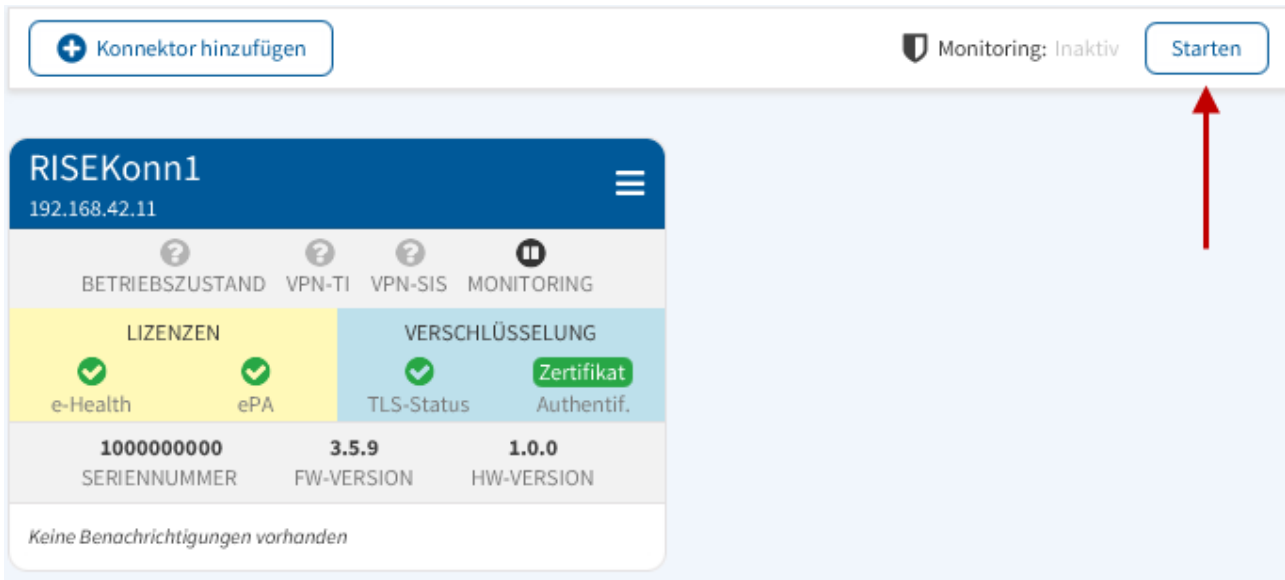 Konnektor hinzufügen
Monitoring: Inaktiv Starten
RISEKonn1
192.168.42.11
BETRIEBSZUSTAND VPN-TI VPN-SIS MONITORING
LIZENZEN VERSCHLÜSSELUNG
Zertifikat
e-Health ePA TLS-Status Authentif.
1000000000 3.5.9 1.0.0
SERIENNUMMER FW-VERSION HW-VERSION
Keine Benachrichtigungen vorhanden